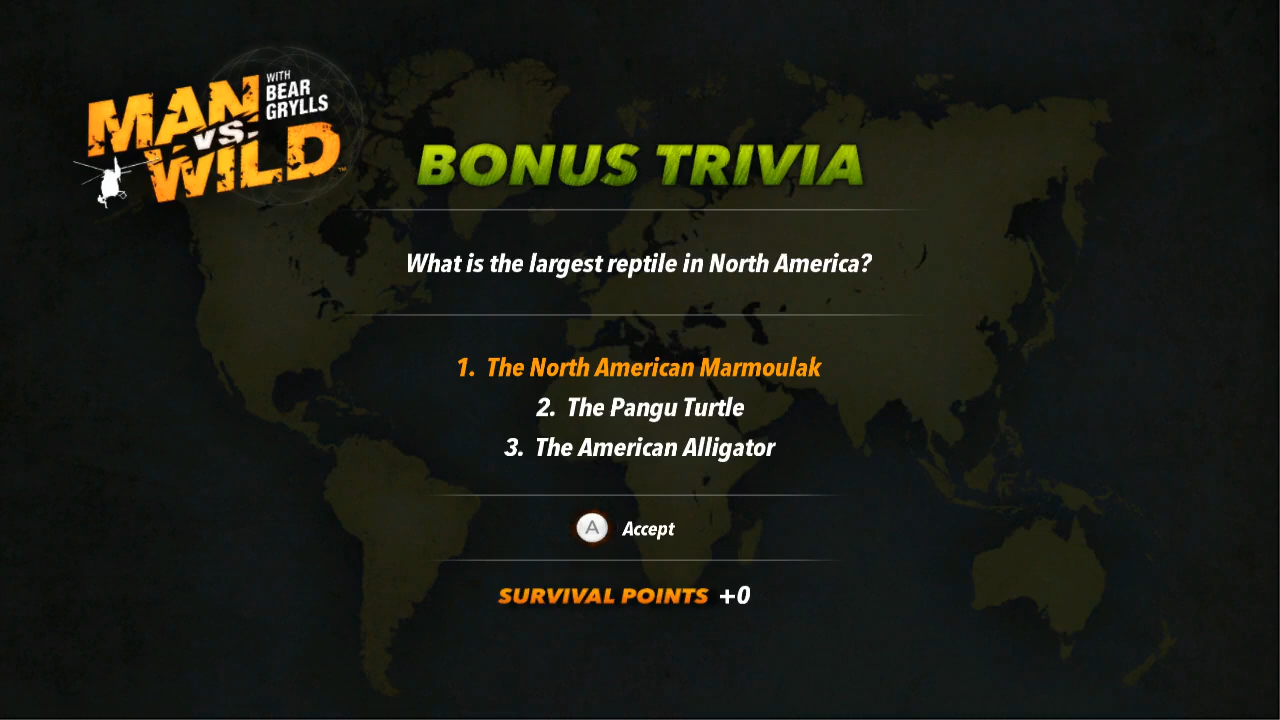 MAN
vs.
WILD
WITH
BEAR
GRYLLS
TM
BONUS TRIVIA
What is the largest reptile in North America?
1. The North American Marmoulak
2. The Pangu Turtle
3. The American Alligator
A Accept
SURVIVAL POINTS +0